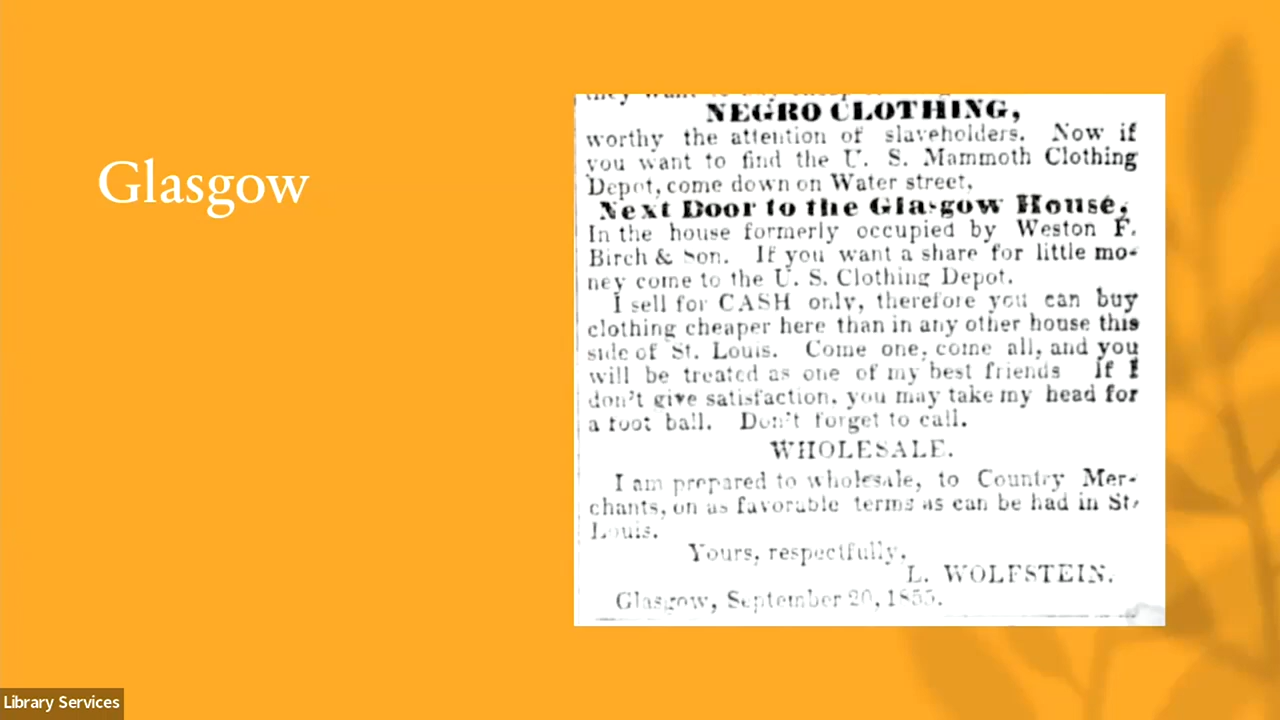 Glasgow
NEGRO CLOTHING,
worthy the attention of slaveholders. Now if
you want to find the U. S. Mammoth Clothing
Depot, come down on Water street,
Next Door to the Glasgow House,
In the house formerly occupied by Weston F.
Birch & Son. If you want a share for little mo-
ney come to the U. S. Clothing Depot.
I sell for CASH only, therefore you can buy
clothing cheaper here than in any other house this
side of St. Louis. Come one, come all, and you
will be treated as one of my best friends If I
don't give satisfaction, you may take my head for
a foot ball. Don't forget to call.
WHOLESALE.
I am prepared to wholesale, to Country Mer-
chants, on as favorable terms as can be had in St.
Louis.
Yours, respectfully,
L. WOLFSTEIN.
Glasgow, September 20, 1855.
Library Services